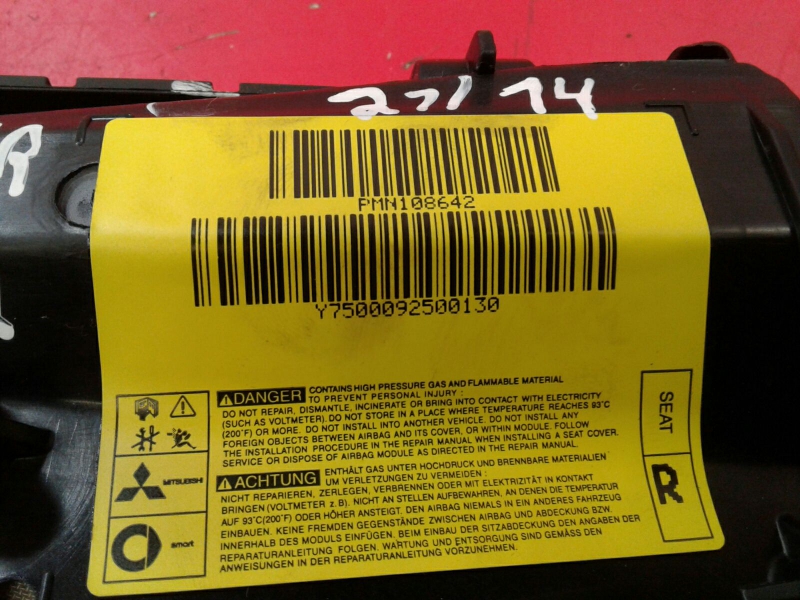 27/14
R
PMN108642
Y7500092500130
DANGER CONTAINS HIGH PRESSURE GAS AND FLAMMABLE MATERIAL
TO PREVENT PERSONAL INJURY :
DO NOT REPAIR, DISMANTLE, INCINERATE OR BRING INTO CONTACT WITH ELECTRICITY
(SUCH AS VOLTMETER). DO NOT STORE IN A PLACE WHERE TEMPERATURE REACHES 93℃
(200℉) OR MORE. DO NOT INSTALL INTO ANOTHER VEHICLE. DO NOT INSTALL ANY
FOREIGN OBJECTS BETWEEN AIRBAG AND ITS COVER, OR WITHIN MODULE. FOLLOW
THE INSTALLATION PROCEDURE IN THE REPAIR MANUAL WHEN INSTALLING A SEAT COVER.
SERVICE OR DISPOSE OF AIRBAG MODULE AS DIRECTED IN THE REPAIR MANUAL.
ACHTUNG ENTHÄLT GAS UNTER HOCHDRUCK UND BRENNBARE MATERIALIEN
UM VERLETZUNGEN ZU VERMEIDEN :
NICHT REPARIEREN, ZERLEGEN, VERBRENNEN ODER MIT ELEKTRIZITÄT IN KONTAKT
BRINGEN (VOLTMETER z. B.). NICHT AN STELLEN AUFBEWAHREN, AN DENEN DIE TEMPERATUR
AUF 93℃(200℉) ODER HÖHER ANSTEIGT. DEN AIRBAG NIEMALS IN EIN ANDERES FAHRZEUG
EINBAUEN. KEINE FREMDEN GEGENSTÄNDE ZWISCHEN AIRBAG UND ABDECKUNG BZW.
INNERHALB DES MODULS EINFÜGEN. BEIM EINBAU DER SITZABDECKUNG DEN ANGABEN DER
REPARATURANLEITUNG FOLGEN. WARTUNG UND ENTSORGUNG SIND GEMÄSS DEN
ANWEISUNGEN IN DER REPARATURANLEITUNG VORZUNEHMEN.
MITSUBISHI
smart
SEAT
R